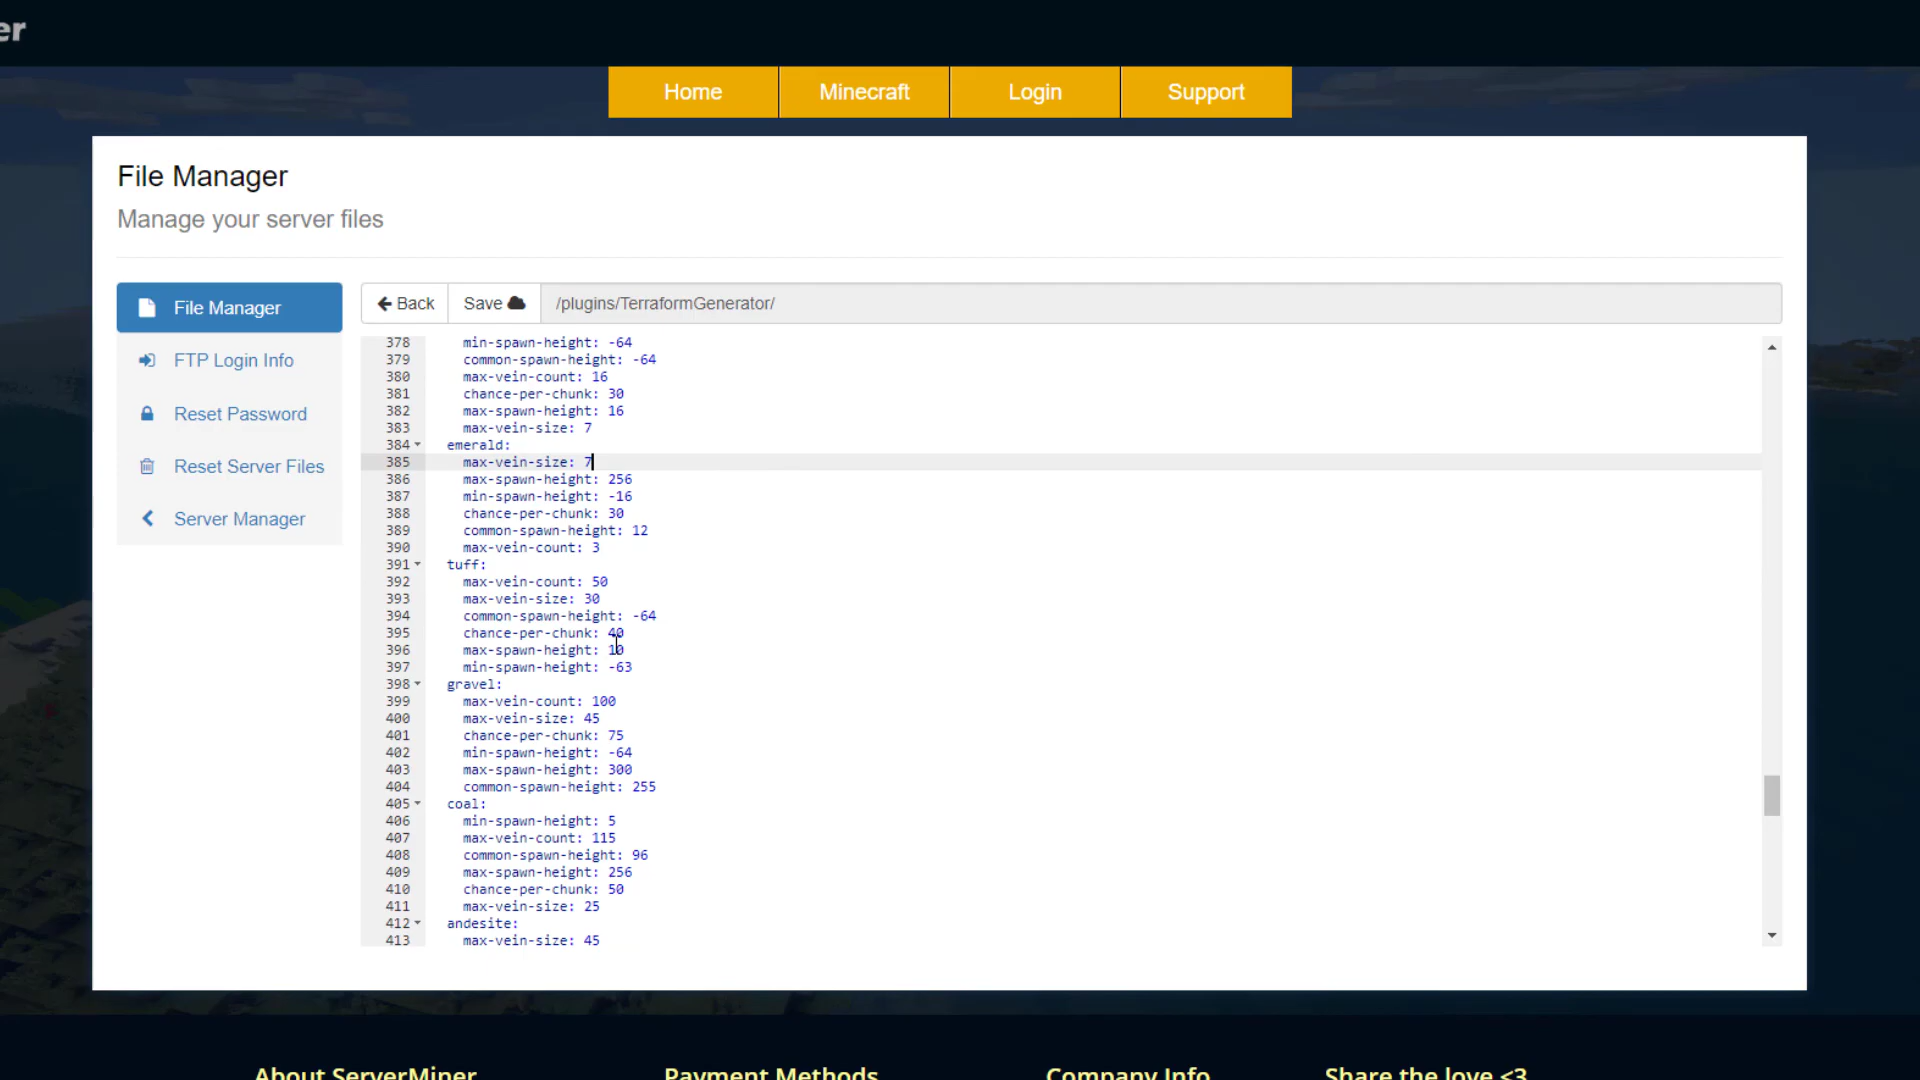 er
Home Minecraft Login Support
File Manager
Manage your server files
File Manager
FTP Login Info
Reset Password
Reset Server Files
Server Manager
Back Save /plugins/TerraformGenerator/
378 min-spawn-height: -64
379 common-spawn-height: -64
380 max-vein-count: 16
381 chance-per-chunk: 30
382 max-spawn-height: 16
383 max-vein-size: 7
384 emerald:
385 max-vein-size: 7
386 max-spawn-height: 256
387 min-spawn-height: -16
388 chance-per-chunk: 30
389 common-spawn-height: 12
390 max-vein-count: 3
391 tuff:
392 max-vein-count: 50
393 max-vein-size: 30
394 common-spawn-height: -64
395 chance-per-chunk: 40
396 max-spawn-height: 10
397 min-spawn-height: -63
398 gravel:
399 max-vein-count: 100
400 max-vein-size: 45
401 chance-per-chunk: 75
402 min-spawn-height: -64
403 max-spawn-height: 300
404 common-spawn-height: 255
405 coal:
406 min-spawn-height: 5
407 max-vein-count: 115
408 common-spawn-height: 96
409 max-spawn-height: 256
410 chance-per-chunk: 50
411 max-vein-size: 25
412 andesite:
413 max-vein-size: 45
About ServerMiner Payment Methods Company Info Share the love <3